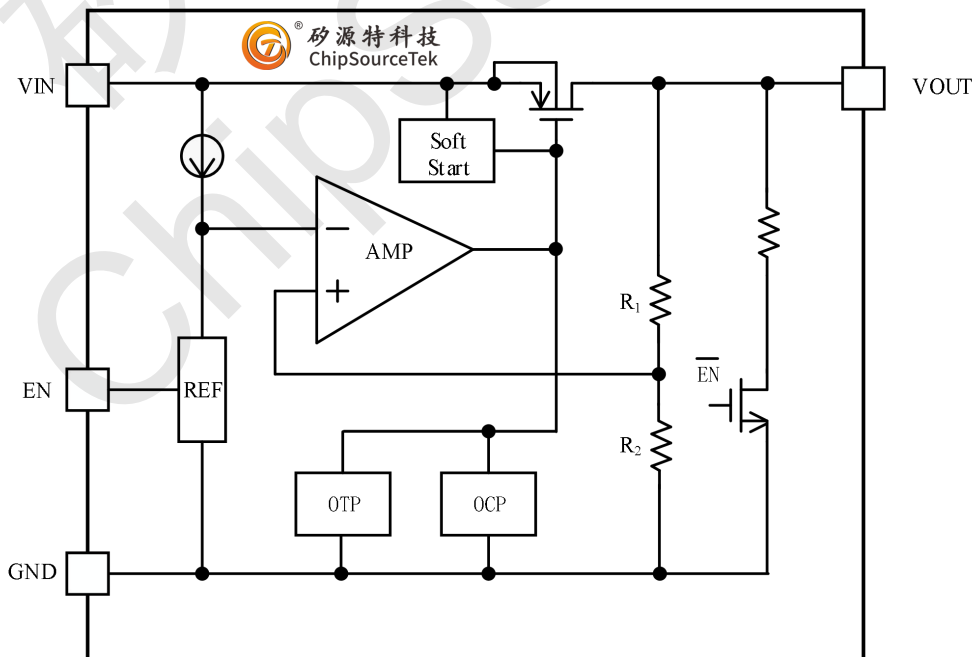 ®
矽源特科技
ChipSourceTek
VIN
VOUT
Soft
Start
−
AMP
+
R1
EN
REF
EN
R2
OTP
OCP
GND
ChipS